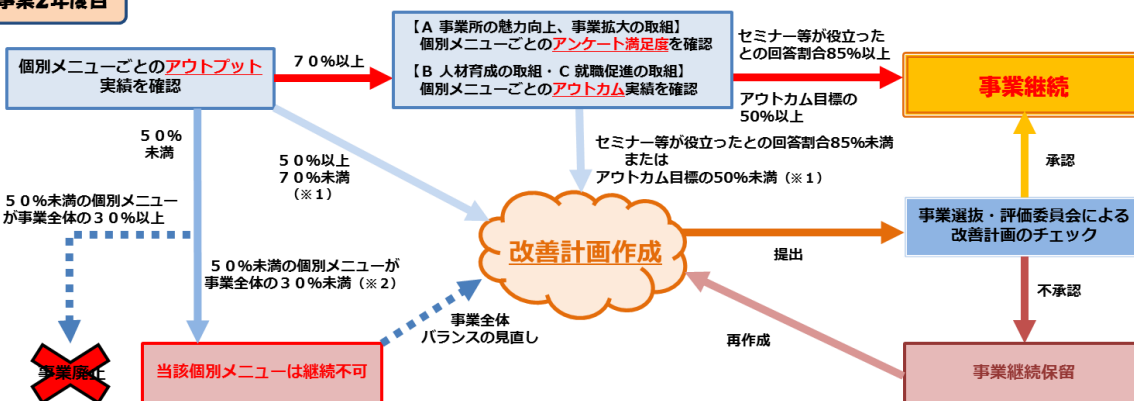 事業2年度目
個別メニューごとのアウトプット
実績を確認
70%以上
【A 事業所の魅力向上、事業拡大の取組】
個別メニューごとのアンケート満足度を確認
【B 人材育成の取組・C 就職促進の取組】
個別メニューごとのアウトカム実績を確認
セミナー等が役立った
との回答割合85%以上
アウトカム目標の
50%以上
事業継続
50%
未満
50%以上
70%未満
(※1)
セミナー等が役立ったとの回答割合85%未満
または
アウトカム目標の50%未満(※1)
承認
50%未満の個別メニュー
が事業全体の30%以上
50%未満の個別メニューが
事業全体の30%未満(※2)
改善計画作成
提出
事業選抜・評価委員会による
改善計画のチェック
不承認
事業全体
バランスの見直し
再作成
事業廃止
当該個別メニューは継続不可
事業継続保留